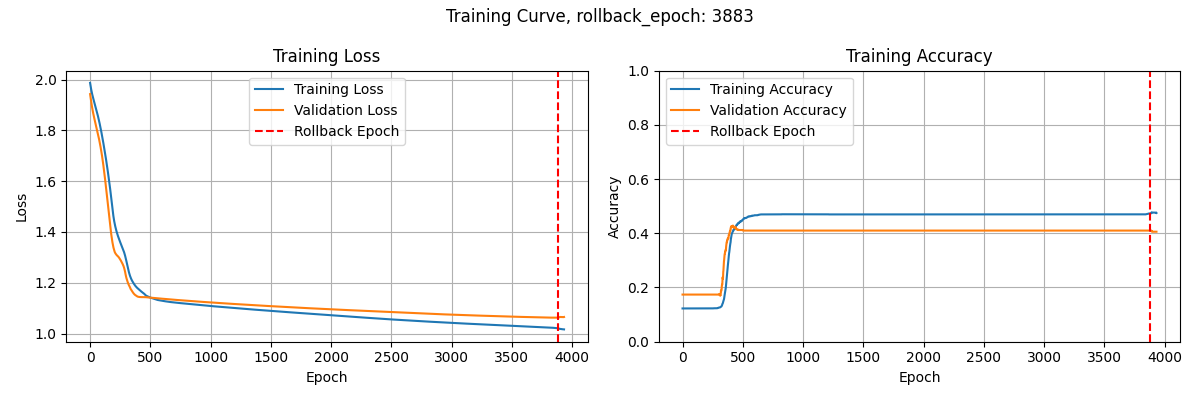 Training Curve, rollback_epoch: 3883
Training Loss
Training Loss
Validation Loss
Rollback Epoch
2.0
1.8
1.6
1.4
1.2
1.0
Loss
0 500 1000 1500 2000 2500 3000 3500 4000
Epoch
Training Accuracy
Training Accuracy
Validation Accuracy
Rollback Epoch
1.0
0.8
0.6
0.4
0.2
0.0
Accuracy
0 500 1000 1500 2000 2500 3000 3500 4000
Epoch